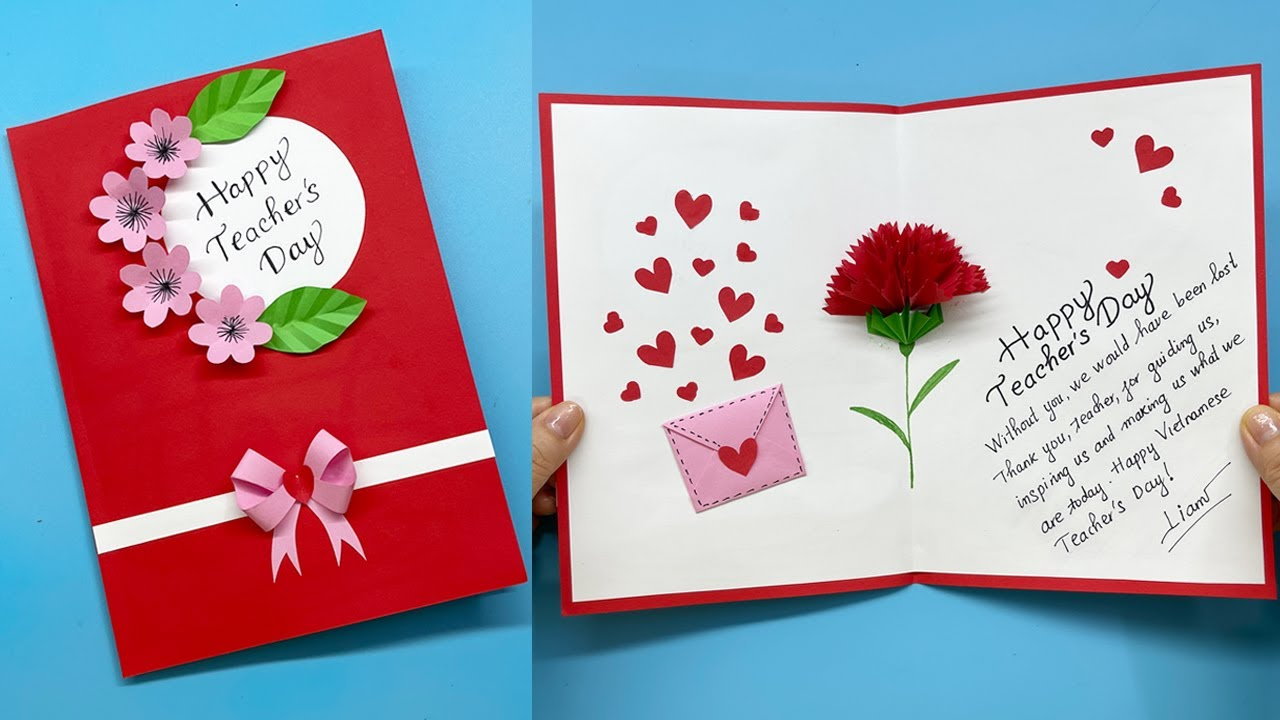 Happy
Teacher's
Day
Happy
Teacher's Day
Without you, we would have been lost
Thank you, Teacher, for guiding us,
inspiring us and making us what we
are today. Happy Vietnamese
Teacher's Day!
Liam